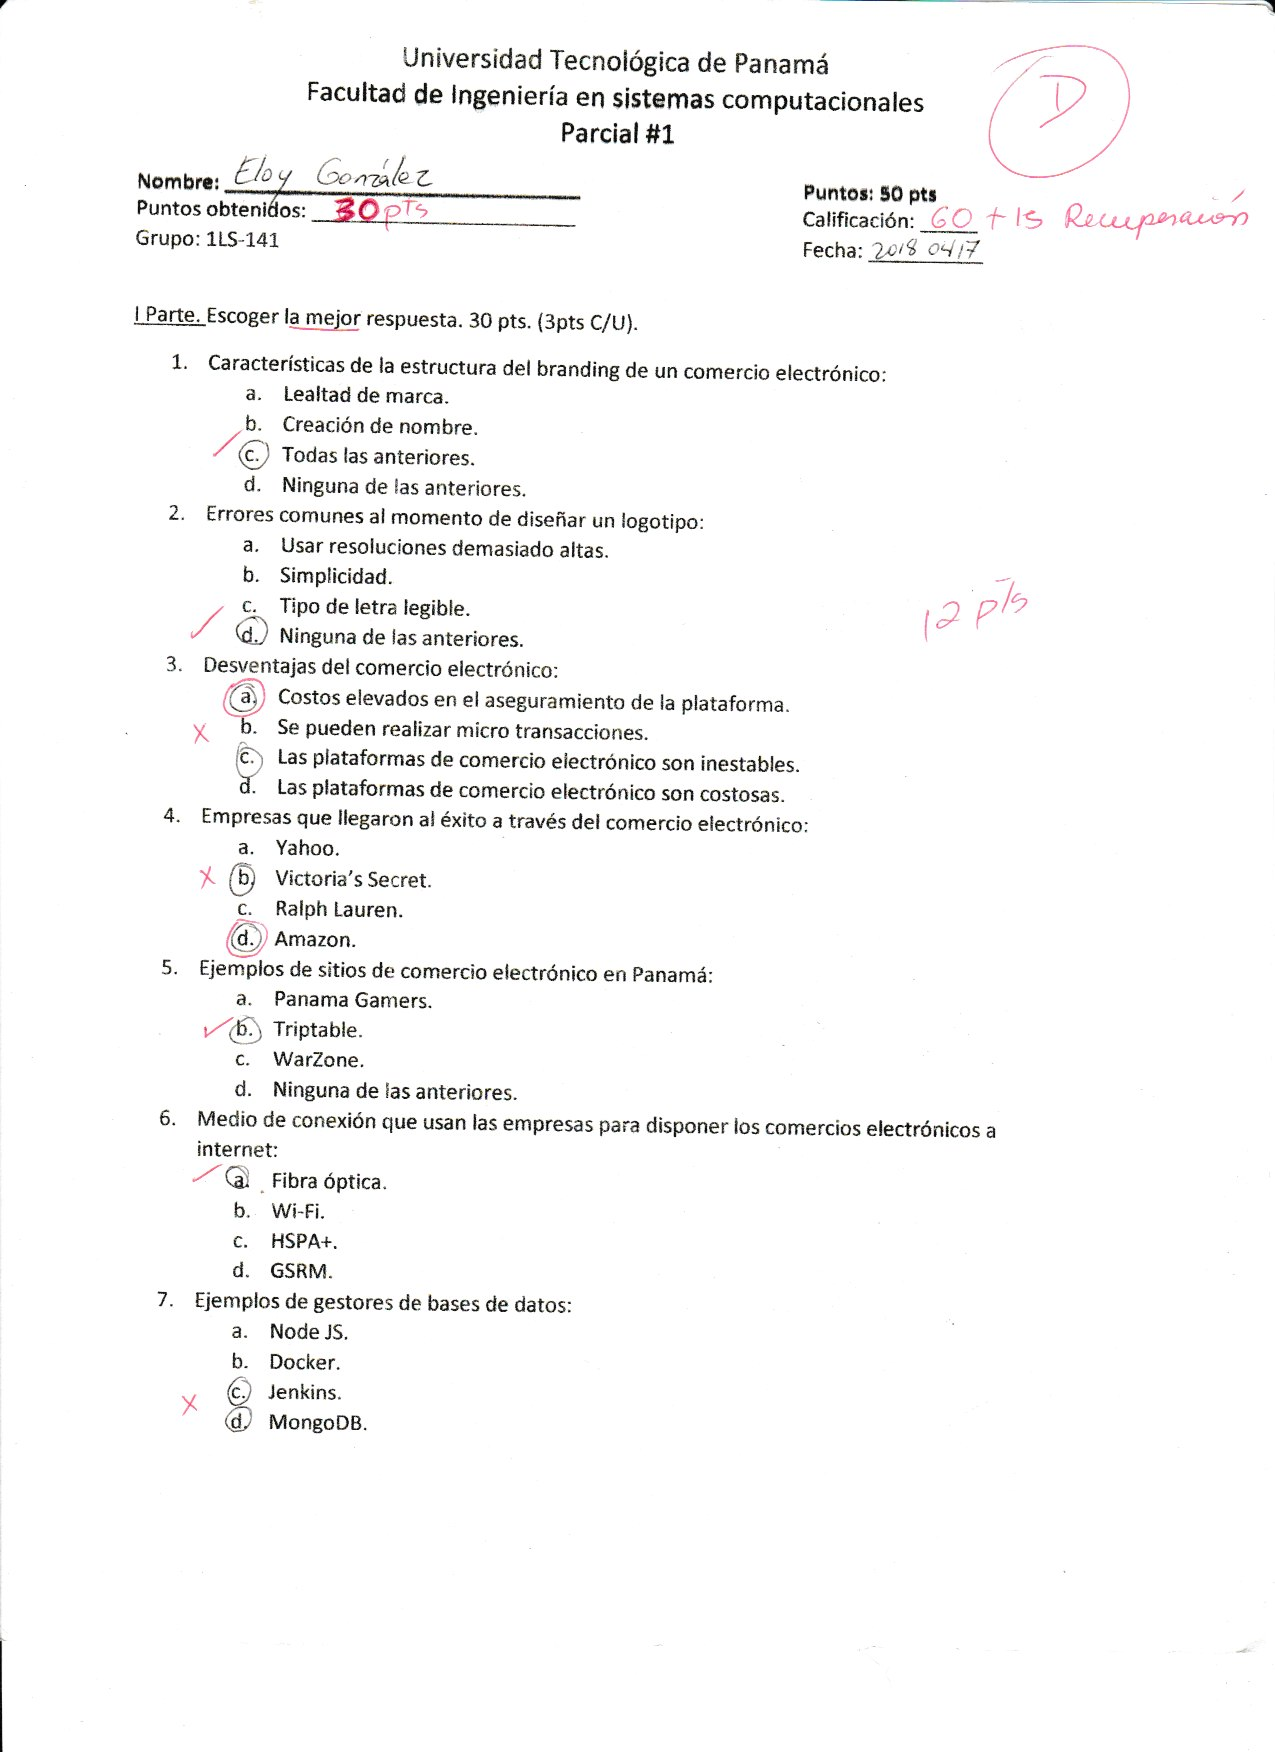 Universidad Tecnológica de Panamá
Facultad de Ingeniería en sistemas computacionales
Parcial #1
D
Nombre: Eloy González
Puntos obtenidos: 30 pts
Grupo: 1LS-141
Puntos: 50 pts
Calificación: 60 + 15 Recuperación
Fecha: 2018 04 17
I Parte. Escoger la mejor respuesta. 30 pts. (3pts C/U).
1. Características de la estructura del branding de un comercio electrónico:
a. Lealtad de marca.
b. Creación de nombre.
c. Todas las anteriores.
d. Ninguna de las anteriores.
2. Errores comunes al momento de diseñar un logotipo:
a. Usar resoluciones demasiado altas.
b. Simplicidad.
c. Tipo de letra legible.
12 pts
d. Ninguna de las anteriores.
3. Desventajas del comercio electrónico:
a. Costos elevados en el aseguramiento de la plataforma.
b. Se pueden realizar micro transacciones.
c. Las plataformas de comercio electrónico son inestables.
d. Las plataformas de comercio electrónico son costosas.
4. Empresas que llegaron al éxito a través del comercio electrónico:
a. Yahoo.
b. Victoria's Secret.
c. Ralph Lauren.
d. Amazon.
5. Ejemplos de sitios de comercio electrónico en Panamá:
a. Panama Gamers.
b. Triptable.
c. WarZone.
d. Ninguna de las anteriores.
6. Medio de conexión que usan las empresas para disponer los comercios electrónicos a
internet:
a. Fibra óptica.
b. Wi-Fi.
c. HSPA+.
d. GSRM.
7. Ejemplos de gestores de bases de datos:
a. Node JS.
b. Docker.
c. Jenkins.
d. MongoDB.